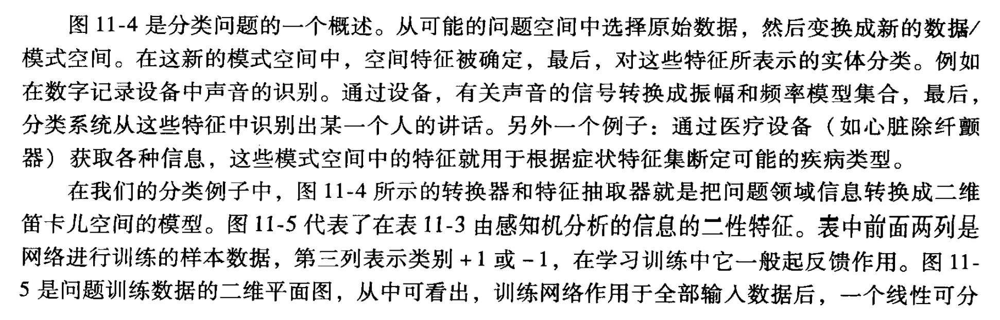 图 11-4 是分类问题的一个概述。从可能的问题空间中选择原始数据，然后变换成新的数据/
模式空间。在这新的模式空间中，空间特征被确定，最后，对这些特征所表示的实体分类。例如
在数字记录设备中声音的识别。通过设备，有关声音的信号转换成振幅和频率模型集合，最后，
分类系统从这些特征中识别出某一个人的讲话。另外一个例子：通过医疗设备（如心脏除纤颤
器）获取各种信息，这些模式空间中的特征就用于根据症状特征集断定可能的疾病类型。
在我们的分类例子中，图 11-4 所示的转换器和特征抽取器就是把问题领域信息转换成二维
笛卡儿空间的模型。图 11-5 代表了在表 11-3 由感知机分析的信息的二性特征。表中前面两列是
网络进行训练的样本数据，第三列表示类别 +1 或 -1，在学习训练中它一般起反馈作用。图 11-
5 是问题训练数据的二维平面图，从中可看出，训练网络作用于全部输入数据后，一个线性可分